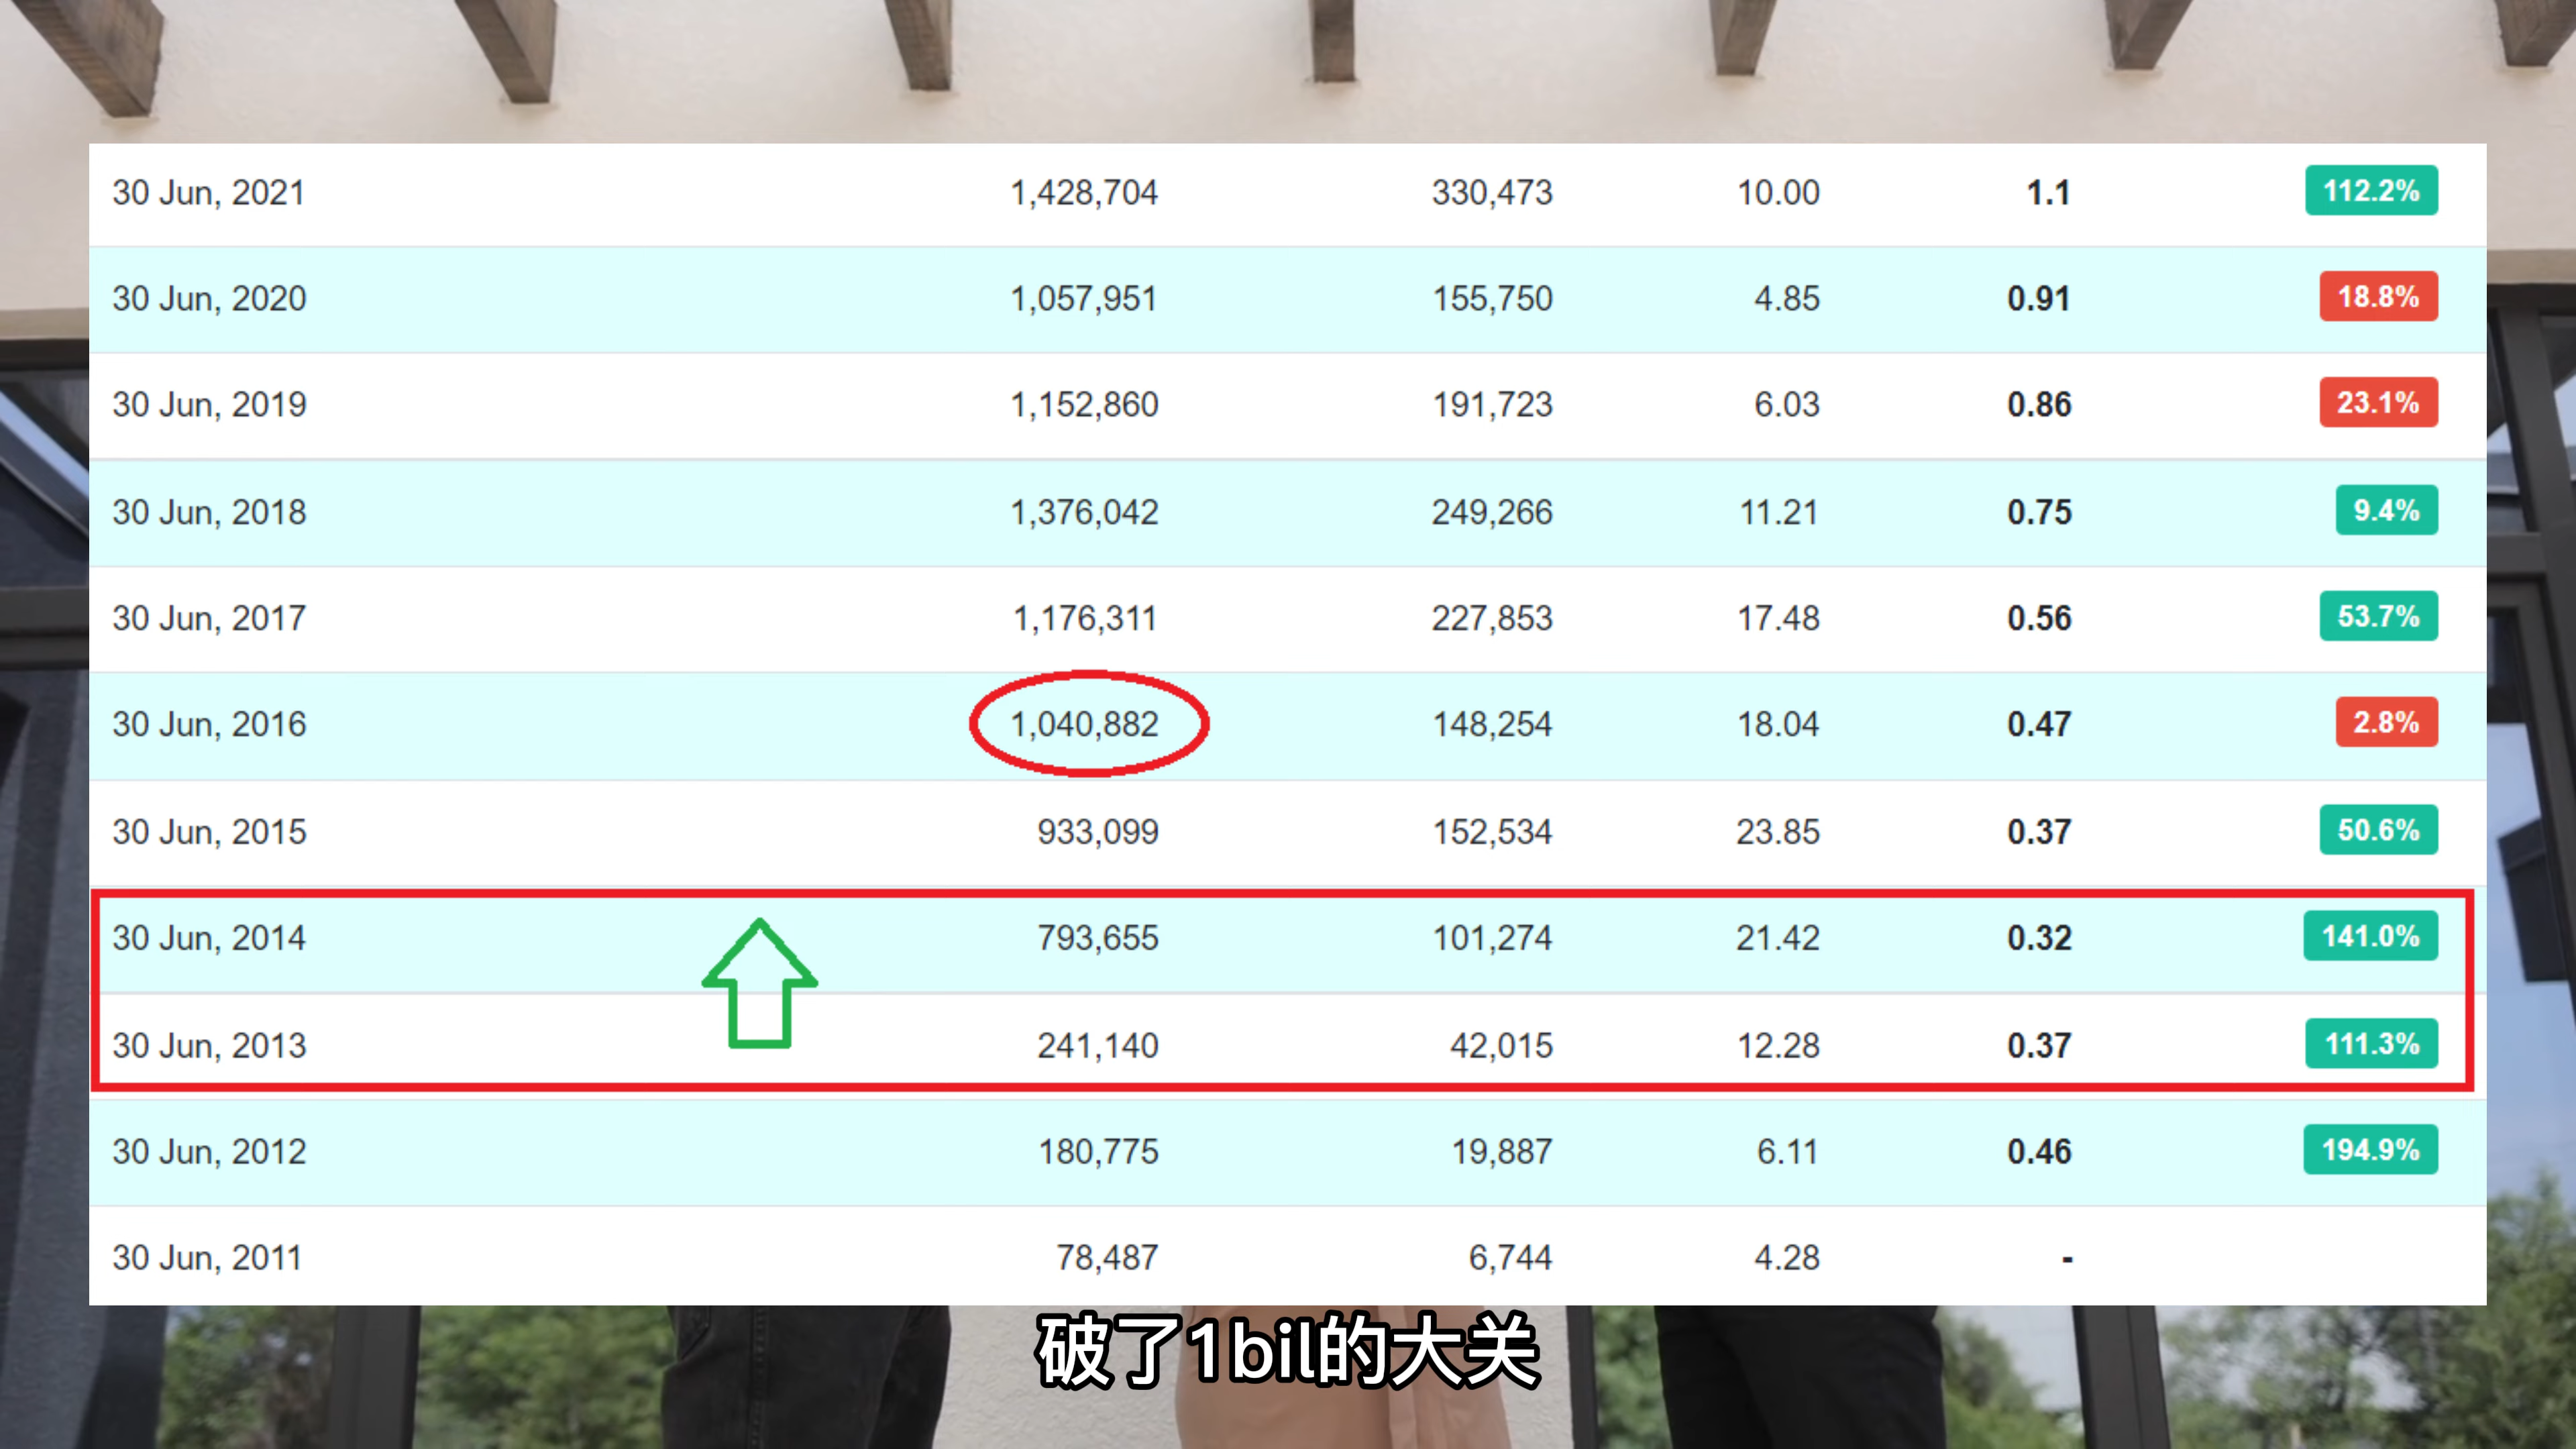 30 Jun, 2021 1,428,704 330,473 10.00 1.1 112.2%
30 Jun, 2020 1,057,951 155,750 4.85 0.91 18.8%
30 Jun, 2019 1,152,860 191,723 6.03 0.86 23.1%
30 Jun, 2018 1,376,042 249,266 11.21 0.75 9.4%
30 Jun, 2017 1,176,311 227,853 17.48 0.56 53.7%
30 Jun, 2016 1,040,882 148,254 18.04 0.47 2.8%
30 Jun, 2015 933,099 152,534 23.85 0.37 50.6%
30 Jun, 2014 793,655 101,274 21.42 0.32 141.0%
30 Jun, 2013 241,140 42,015 12.28 0.37 111.3%
30 Jun, 2012 180,775 19,887 6.11 0.46 194.9%
30 Jun, 2011 78,487 6,744 4.28 -
破了1bil的大关